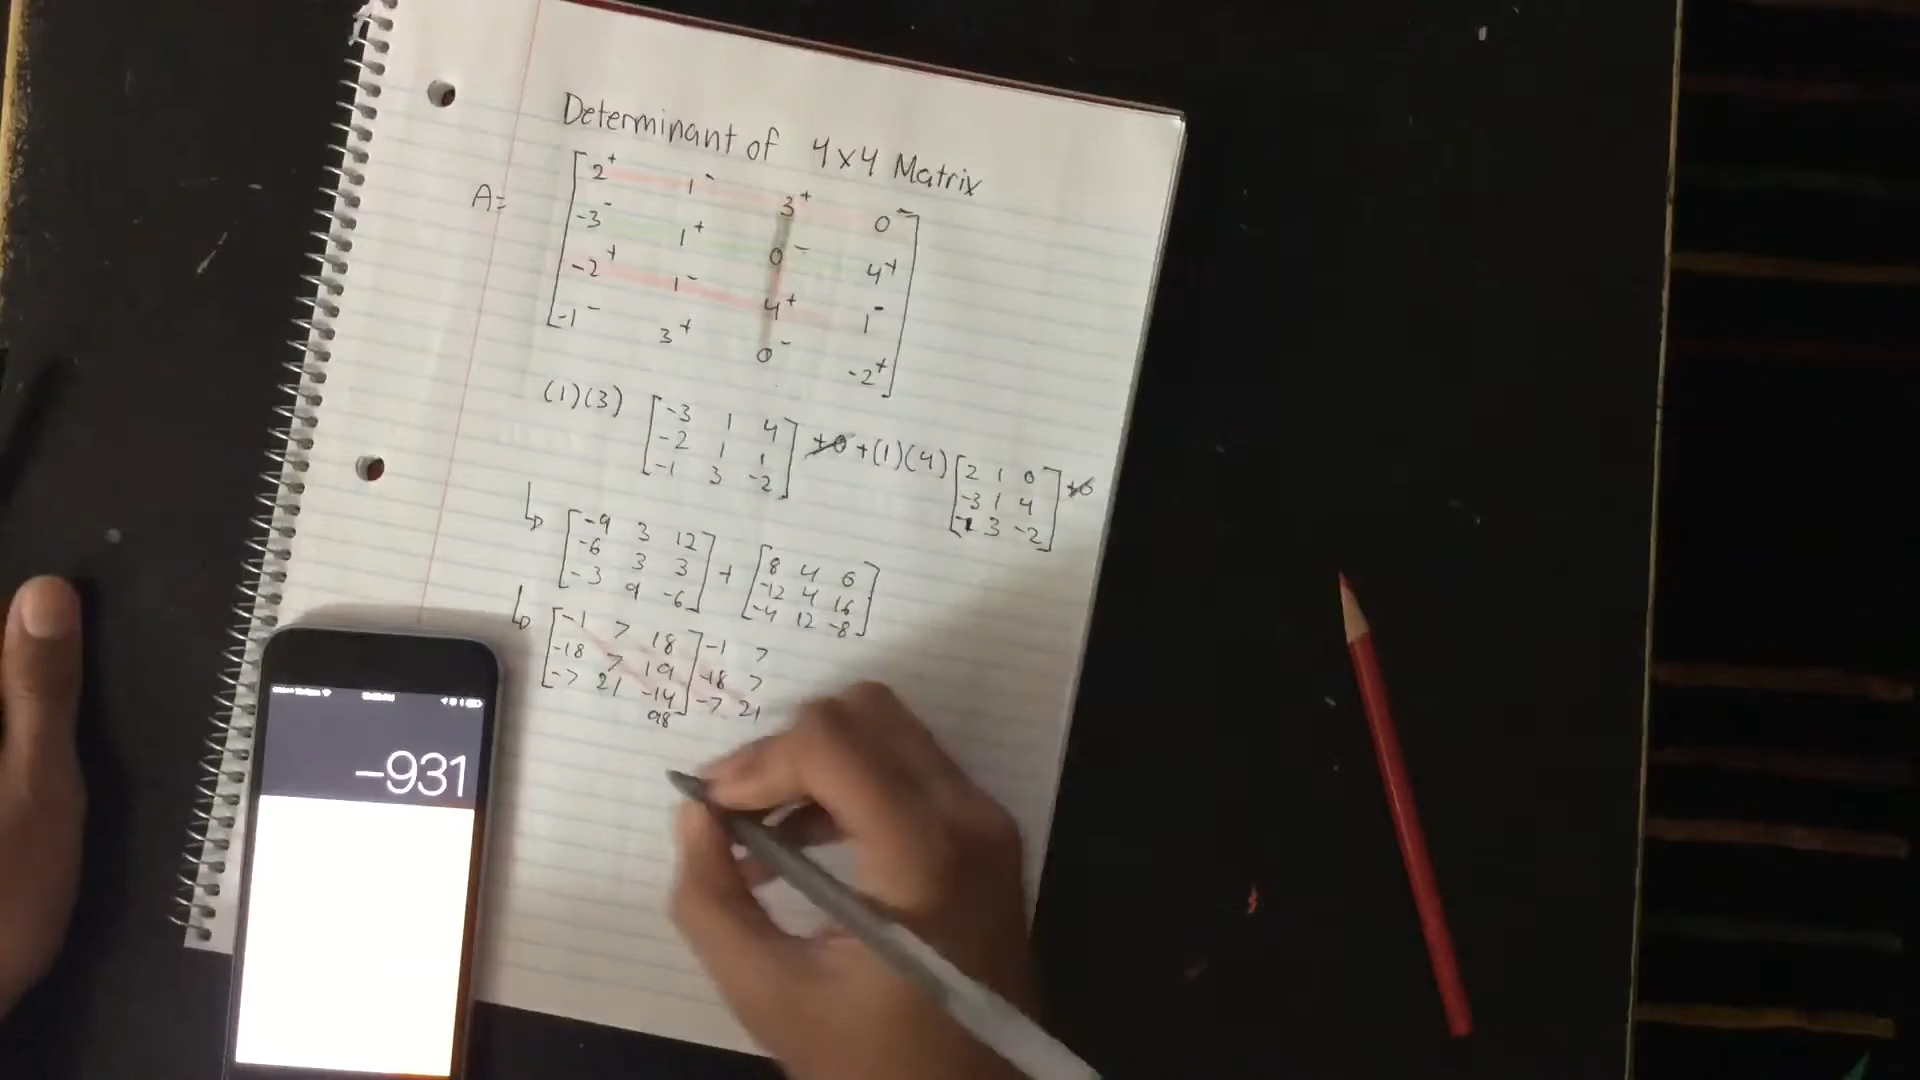 Determinant of 4x4 Matrix
A=
2+ 1- 3+ 0-
-3- 1+ 0- 4+
-2+ 1- 4+ 1-
-1- 3+ 0- -2+
(1)(3) [-3 1 4 +0 +(1)(4) [2 1 0 +0
-2 1 1 -3 1 4
-1 3 -2] -1 3 -2]
[-9 3 12 + [8 4 6
-6 3 3 -12 4 16
-3 9 -6] -4 12 -8]
[-1 7 18] -1 7
-18 7 19 -18 7
-7 21 -14 -7 21
98
-931